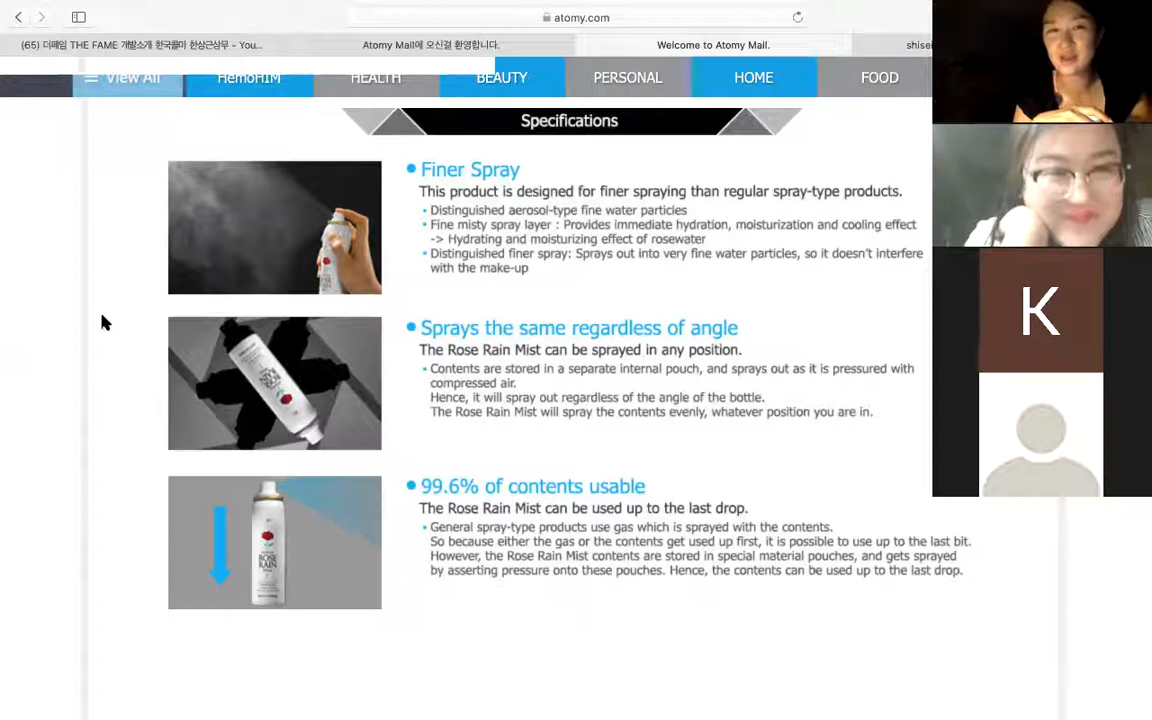 atomy.com
(65) 더페임 THE FAME 개발소개 한국콜마 한상근상무 - You...
Atomy Mall에 오신걸 환영합니다.
Welcome to Atomy Mall.
shisei
View All
HemoHIM
HEALTH
BEAUTY
PERSONAL
HOME
FOOD
Specifications
Finer Spray
This product is designed for finer spraying than regular spray-type products.
Distinguished aerosol-type fine water particles
Fine misty spray layer : Provides immediate hydration, moisturization and cooling effect
-> Hydrating and moisturizing effect of rosewater
Distinguished finer spray: Sprays out into very fine water particles, so it doesn't interfere
with the make-up
Sprays the same regardless of angle
The Rose Rain Mist can be sprayed in any position.
Contents are stored in a separate internal pouch, and sprays out as it is pressured with
compressed air.
Hence, it will spray out regardless of the angle of the bottle.
The Rose Rain Mist will spray the contents evenly, whatever position you are in.
99.6% of contents usable
The Rose Rain Mist can be used up to the last drop.
General spray-type products use gas which is sprayed with the contents.
So because either the gas or the contents get used up first, it is possible to use up to the last bit.
However, the Rose Rain Mist contents are stored in special material pouches, and gets sprayed
by asserting pressure onto these pouches. Hence, the contents can be used up to the last drop.
ROSE
RAIN
K